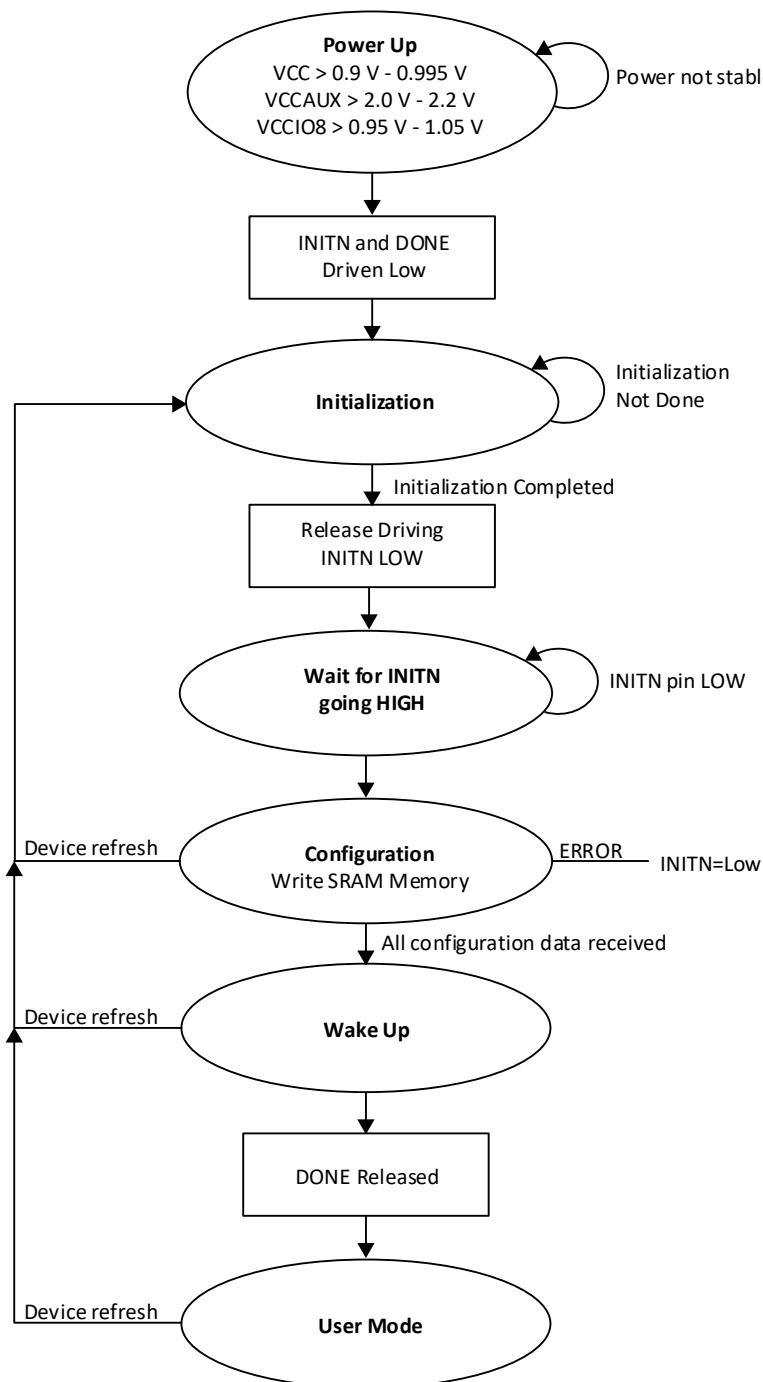 Power Up
VCC > 0.9 V - 0.995 V
VCCAUX > 2.0 V - 2.2 V
VCCIO8 > 0.95 V - 1.05 V
Power not stabl
INITN and DONE
Driven Low
Initialization
Initialization
Not Done
Initialization Completed
Release Driving
INITN LOW
Wait for INITN
going HIGH
INITN pin LOW
Device refresh
Configuration
Write SRAM Memory
ERROR
INITN=Low
All configuration data received
Device refresh
Wake Up
DONE Released
Device refresh
User Mode